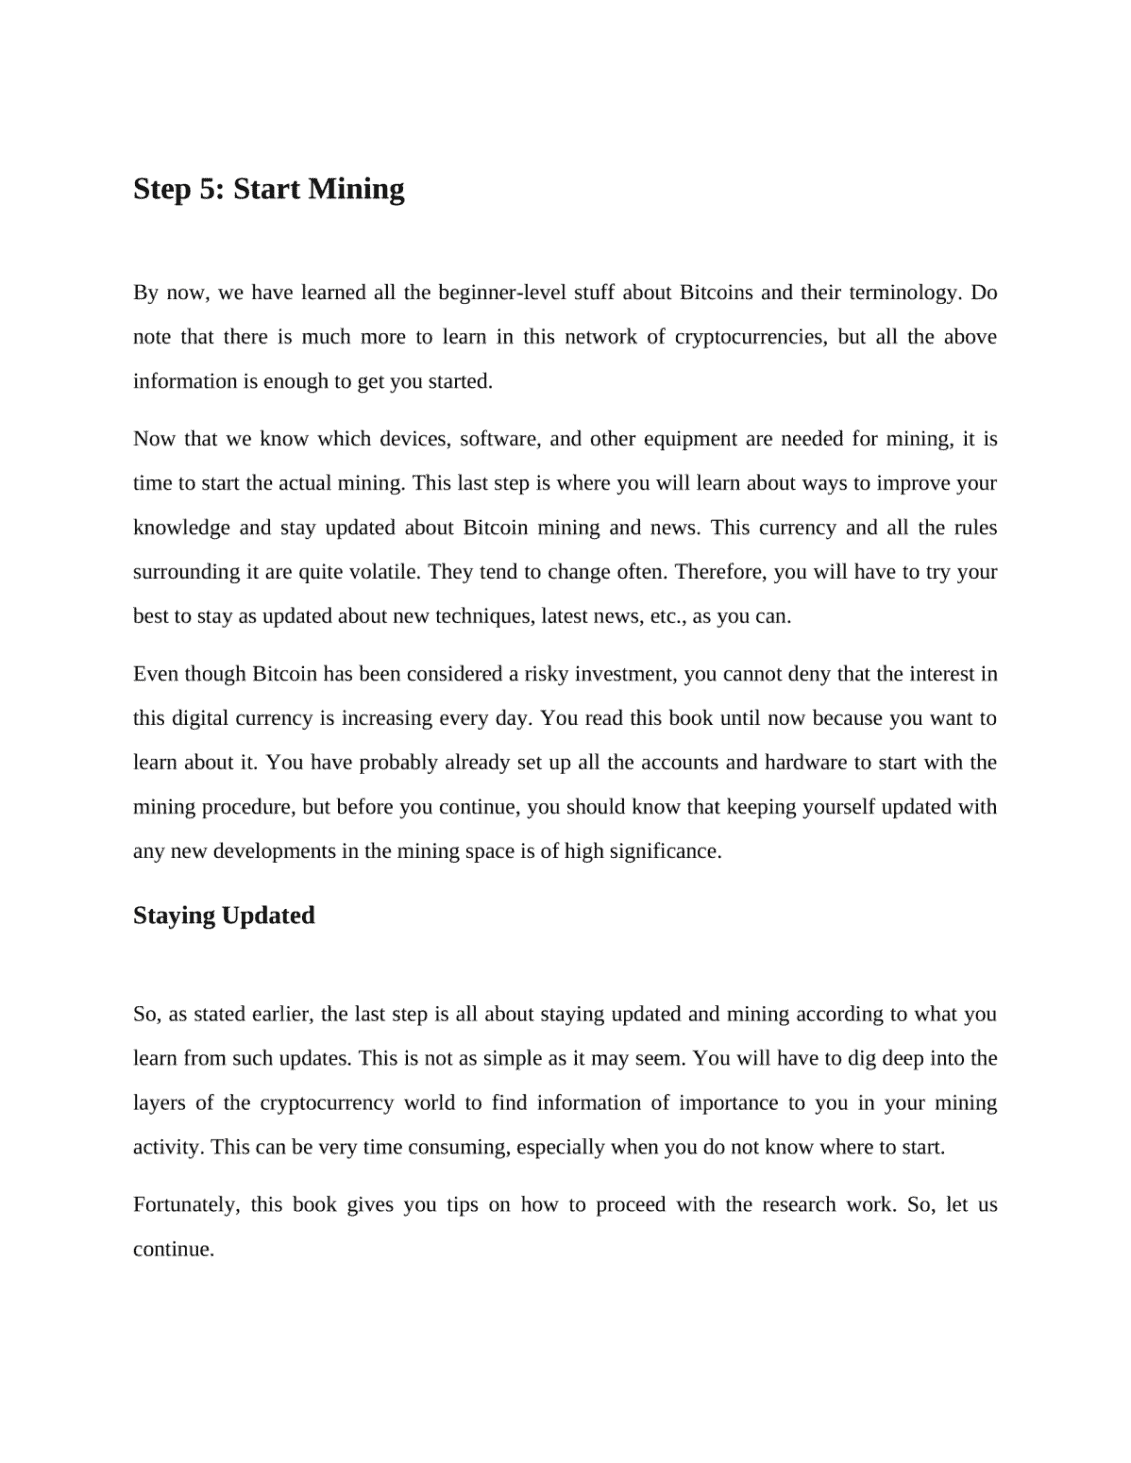 Step 5: Start Mining
By now, we have learned all the beginner-level stuff about Bitcoins and their terminology. Do
note that there is much more to learn in this network of cryptocurrencies, but all the above
information is enough to get you started.
Now that we know which devices, software, and other equipment are needed for mining, it is
time to start the actual mining. This last step is where you will learn about ways to improve your
knowledge and stay updated about Bitcoin mining and news. This currency and all the rules
surrounding it are quite volatile. They tend to change often. Therefore, you will have to try your
best to stay as updated about new techniques, latest news, etc., as you can.
Even though Bitcoin has been considered a risky investment, you cannot deny that the interest in
this digital currency is increasing every day. You read this book until now because you want to
learn about it. You have probably already set up all the accounts and hardware to start with the
mining procedure, but before you continue, you should know that keeping yourself updated with
any new developments in the mining space is of high significance.
Staying Updated
So, as stated earlier, the last step is all about staying updated and mining according to what you
learn from such updates. This is not as simple as it may seem. You will have to dig deep into the
layers of the cryptocurrency world to find information of importance to you in your mining
activity. This can be very time consuming, especially when you do not know where to start.
Fortunately, this book gives you tips on how to proceed with the research work. So, let us
continue.